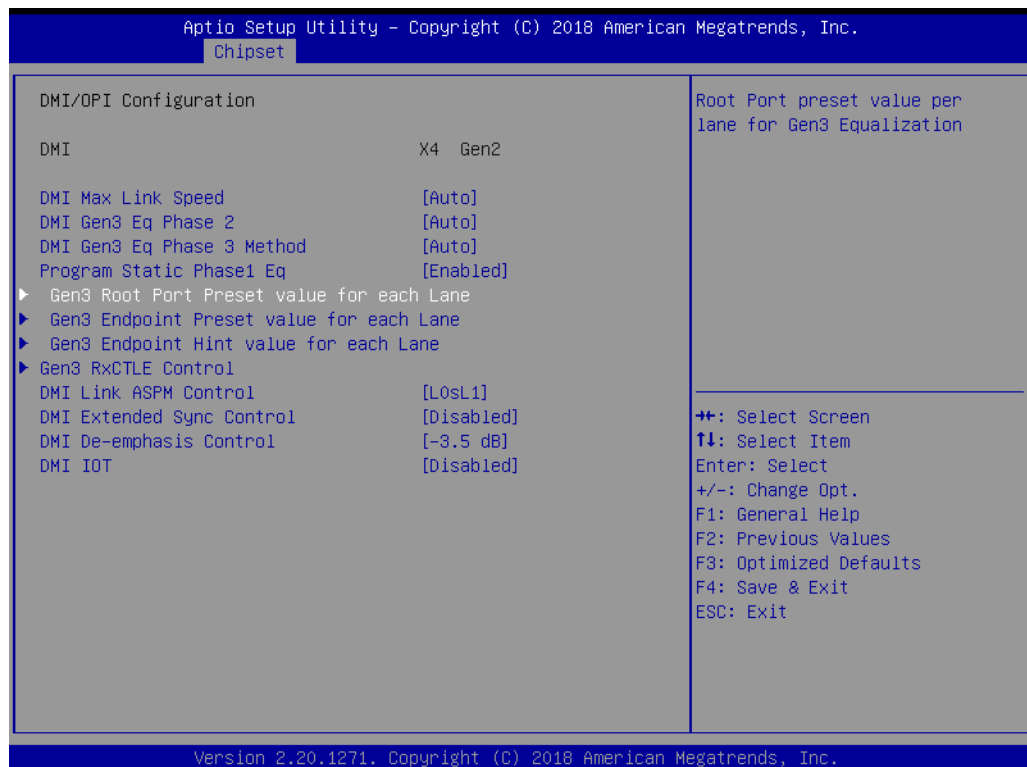 Aptio Setup Utility – Copyright (C) 2018 American Megatrends, Inc.
Chipset
DMI/OPI Configuration
DMI X4 Gen2
DMI Max Link Speed [Auto]
DMI Gen3 Eq Phase 2 [Auto]
DMI Gen3 Eq Phase 3 Method [Auto]
Program Static Phase1 Eq [Enabled]
Gen3 Root Port Preset value for each Lane
Gen3 Endpoint Preset value for each Lane
Gen3 Endpoint Hint value for each Lane
Gen3 RxCTLE Control
DMI Link ASPM Control [L0sL1]
DMI Extended Sync Control [Disabled]
DMI De-emphasis Control [-3.5 dB]
DMI IOT [Disabled]
Root Port preset value per
lane for Gen3 Equalization
→←: Select Screen
↑↓: Select Item
Enter: Select
+/-: Change Opt.
F1: General Help
F2: Previous Values
F3: Optimized Defaults
F4: Save & Exit
ESC: Exit
Version 2.20.1271. Copyright (C) 2018 American Megatrends, Inc.